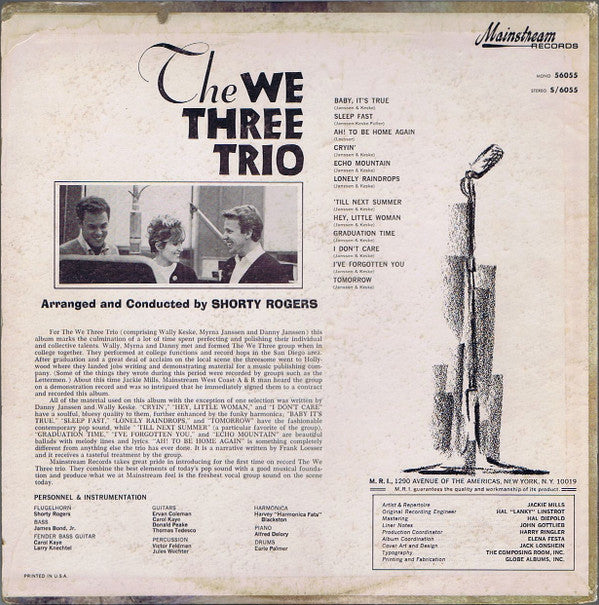 Mainstream
RECORDS
MONO 56055
STEREO S/6055
The WE
THREE
TRIO
BABY, IT'S TRUE
(Janssen & Keske)
SLEEP FAST
(Janssen-Keske-Fuller)
AH! TO BE HOME AGAIN
(Loesser)
CRYIN'
(Janssen & Keske)
ECHO MOUNTAIN
(Janssen & Keske)
LONELY RAINDROPS
(Janssen & Keske)
'TILL NEXT SUMMER
(Janssen & Keske)
HEY, LITTLE WOMAN
(Janssen & Keske)
GRADUATION TIME
(Janssen & Keske)
I DON'T CARE
(Janssen & Keske)
I'VE FORGOTTEN YOU
(Janssen & Keske)
TOMORROW
(Janssen & Keske)
Arranged and Conducted by SHORTY ROGERS
For The We Three Trio (comprising Wally Keske, Myrna Janssen and Danny Janssen) this
album marks the culmination of a lot of time spent perfecting and polishing their individual
and collective talents. Wally, Myrna and Danny met and formed The We Three group when in
college together. They performed at college functions and record hops in the San Diego area.
After graduation and a great deal of acclaim on the local scene the threesome went to Holly-
wood where they landed jobs writing and demonstrating material for a music publishing com-
pany. (Some of the things they wrote during this period were recorded by groups such as the
Lettermen.) About this time Jackie Mills, Mainstream West Coast A & R man heard the group
on a demonstration record and was so intrigued that he immediately signed them to a contract
and recorded this album.
All of the material used on this album with the exception of one selection was written by
Danny Janssen and Wally Keske. "CRYIN'," "HEY, LITTLE WOMAN," and "I DON'T CARE"
have a soulful, bluesy quality to them, further enhanced by the funky harmonica, "BABY IT'S
TRUE," "SLEEP FAST," "LONELY RAINDROPS," and "TOMORROW" have the fashionable
contemporary pop sound, while "'TILL NEXT SUMMER" (a particular favorite of the group),
"GRADUATION TIME," "I'VE FORGOTTEN YOU," and "ECHO MOUNTAIN" are beautiful
ballads with melody lines and lyrics. "AH! TO BE HOME AGAIN" is something completely
different from anything else the trio has ever done. It is a narrative written by Frank Loesser
and it receives a tasteful treatment by the group.
Mainstream Records takes great pride in introducing for the first time on record The We
Three trio. They combine the best elements of today's pop sound with a good musical founda-
tion and produce what we at Mainstream feel is the freshest vocal group sound on the scene
today.
PERSONNEL & INSTRUMENTATION
FLUGELHORN
Shorty Rogers
BASS
James Bond, Jr.
FENDER BASS GUITAR
Carol Kaye
Larry Knechtel
GUITARS
Ervan Coleman
Carol Kaye
Donald Peake
Thomas Tedesco
PERCUSSION
Victor Feldman
Jules Wechter
HARMONICA
Harvey "Harmonica Fats"
Blackston
PIANO
Alfred Delory
DRUMS
Earle Palmer
M. R. I., 1290 AVENUE OF THE AMERICAS, NEW YORK, N.Y. 10019
M.R.I. guarantees the quality and workmanship of its product.
Artist & Repertoire JACKIE MILLS
Original Recording Engineer HAL "LANKY" LINSTROT
Mastering HAL DIEPOLD
Liner Notes JOHN GOTTLIEB
Production Coordinator HARRY RINGLER
Album Coordination ELENA FESTA
Cover Art and Design JACK LONSHEIN
Typography THE COMPOSING ROOM, INC.
Printing and Fabrication GLOBE ALBUMS, INC.
PRINTED IN U.S.A.